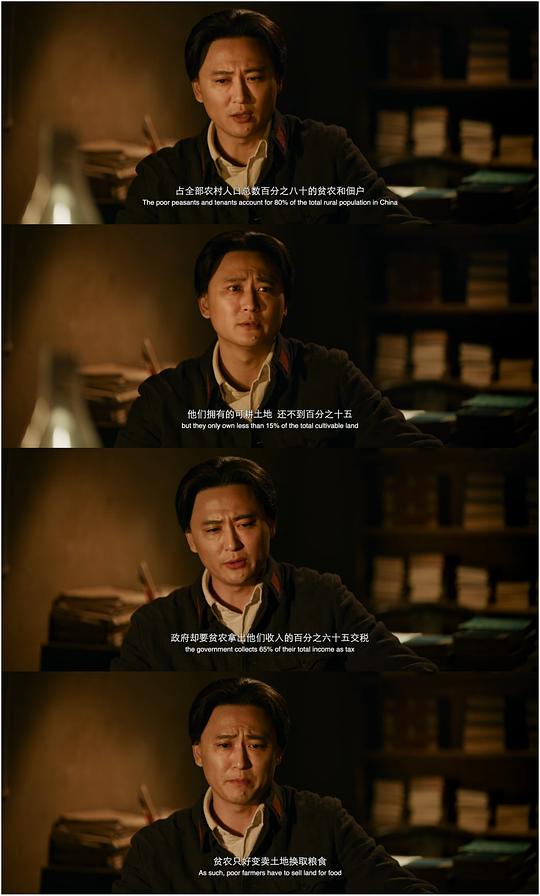 占全部农村人口总数百分之八十的贫农和佃户
The poor peasants and tenants account for 80% of the total rural population in China
他们拥有的可耕土地 还不到百分之十五
but they only own less than 15% of the total cultivable land
政府却要贫农拿出他们收入的百分之六十五交税
the government collects 65% of their total income as tax
贫农只好变卖土地换取粮食
As such, poor farmers have to sell land for food